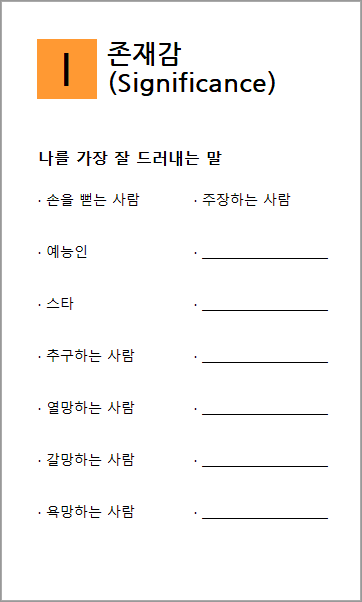 I
존재감
(Significance)
나를 가장 잘 드러내는 말
· 손을 뻗는 사람 · 주장하는 사람
· 예능인 · ________________
· 스타 · ________________
· 추구하는 사람 · ________________
· 열망하는 사람 · ________________
· 갈망하는 사람 · ________________
· 욕망하는 사람 · ________________